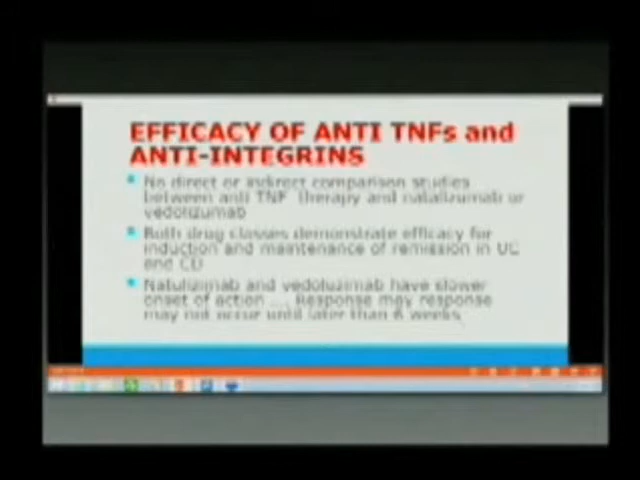 EFFICACY OF ANTI TNFs and
ANTI-INTEGRINS
No direct or indirect comparison studies
between anti TNF therapy and natalizumab or
vedolizumab
Both drug classes demonstrate efficacy for
induction and maintenance of remission in UC
and CD
Natulizimab and vedoluzimab have slower
onset of action .... Response may response
may not occur until later than 6 weeks